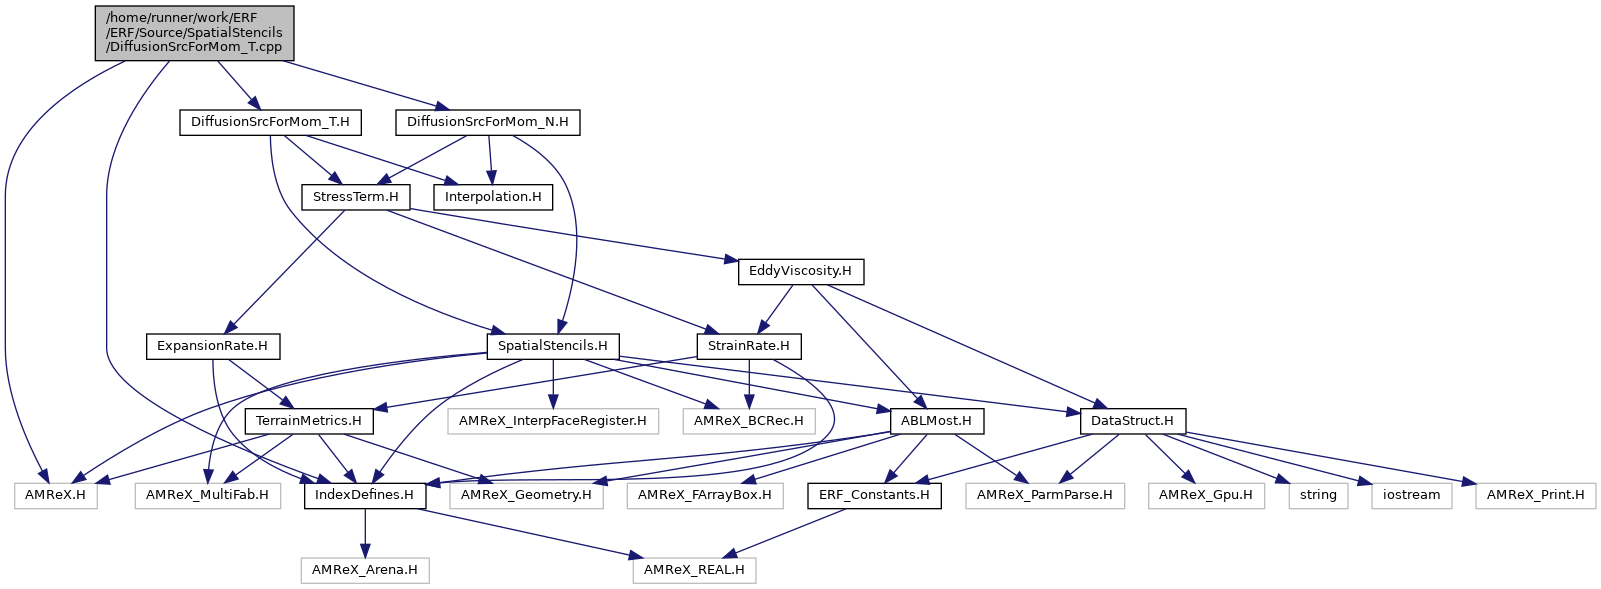 /home/runner/work/ERF
/ERF/Source/SpatialStencils
/DiffusionSrcForMom_T.cpp
DiffusionSrcForMom_T.H
DiffusionSrcForMom_N.H
StressTerm.H
Interpolation.H
EddyViscosity.H
ExpansionRate.H
SpatialStencils.H
StrainRate.H
TerrainMetrics.H
AMReX_InterpFaceRegister.H
AMReX_BCRec.H
ABLMost.H
DataStruct.H
AMReX.H
AMReX_MultiFab.H
IndexDefines.H
AMReX_Geometry.H
AMReX_FArrayBox.H
ERF_Constants.H
AMReX_ParmParse.H
AMReX_Gpu.H
string
iostream
AMReX_Print.H
AMReX_Arena.H
AMReX_REAL.H